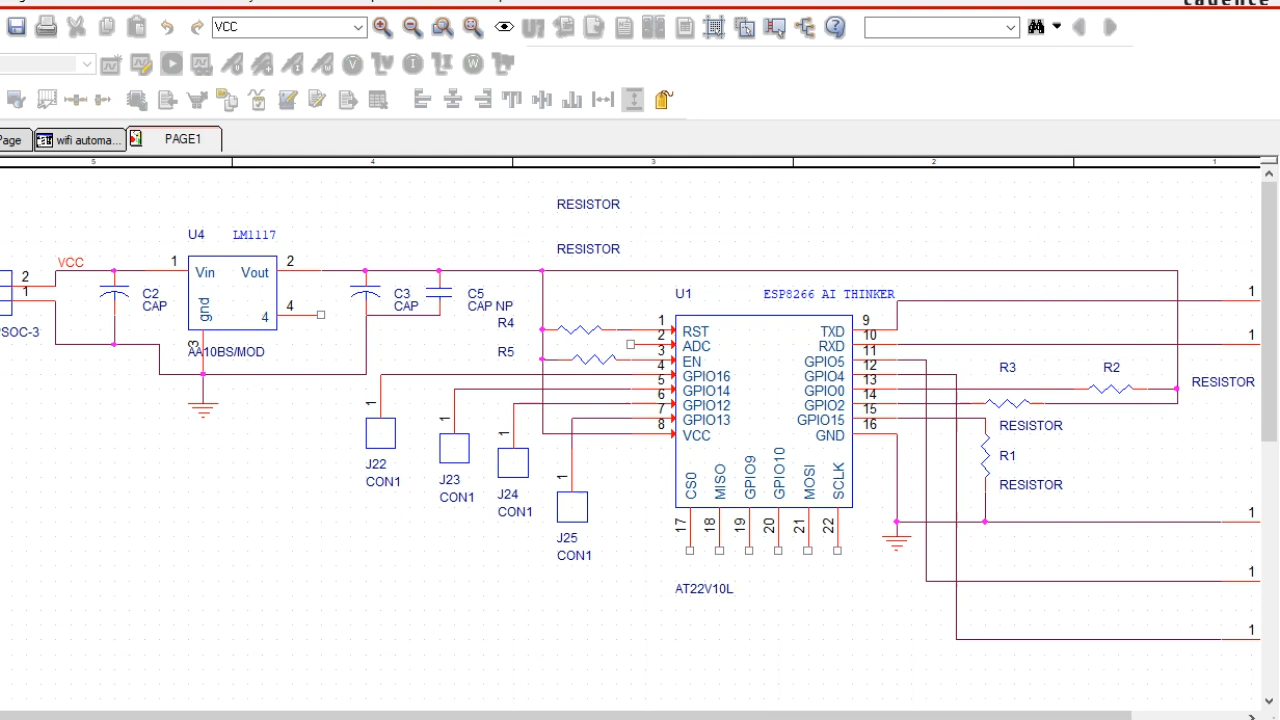 cadence
VCC
Page
wifi automa...
PAGE1
5
4
3
2
1
RESISTOR
RESISTOR
U4
LM1117
VCC
2
1
1
Vin
Vout
gnd
4
2
4
3
C2
CAP
PSOC-3
AA10BS/MOD
C3
CAP
C5
CAP NP
R4
R5
U1
ESP8266 AI THINKER
1
2
3
4
5
6
7
8
RST
ADC
EN
GPIO16
GPIO14
GPIO12
GPIO13
VCC
TXD
RXD
GPIO5
GPIO4
GPIO0
GPIO2
GPIO15
GND
9
10
11
12
13
14
15
16
CS0
MISO
GPIO9
GPIO10
MOSI
SCLK
17
18
19
20
21
22
AT22V10L
1
J22
CON1
1
J23
CON1
1
J24
CON1
1
J25
CON1
R3
R2
RESISTOR
RESISTOR
R1
RESISTOR
1
1
1
1
1